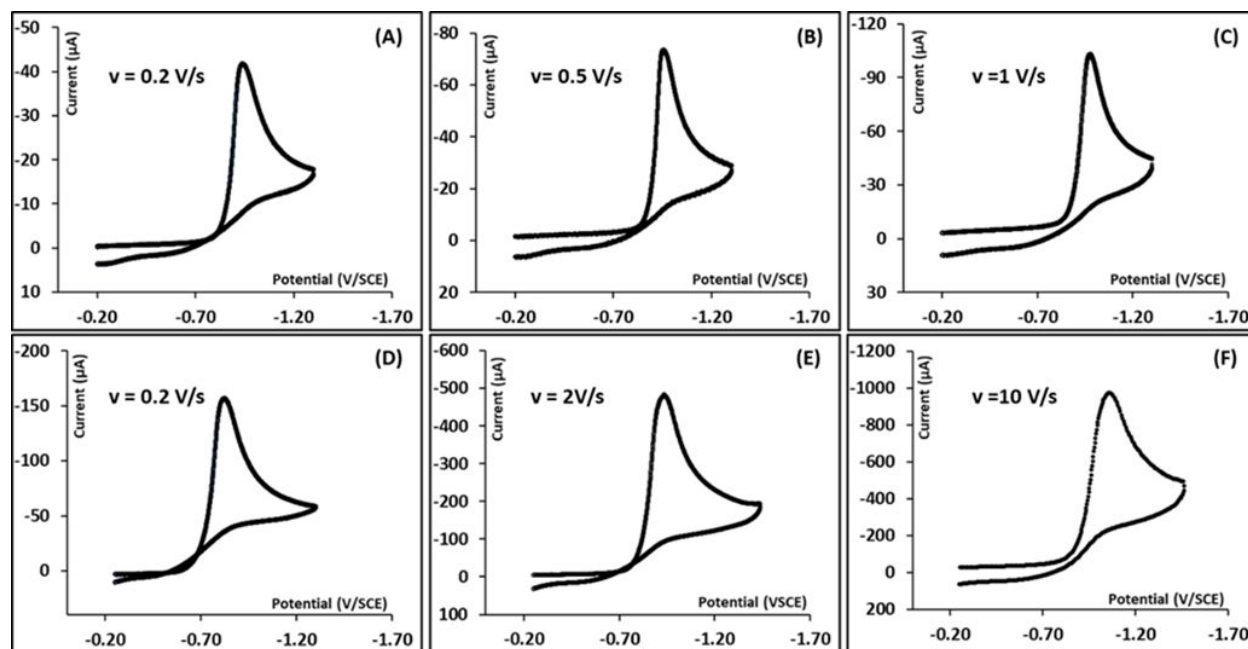 (A)
v = 0.2 V/s
Current (µA)
-50
-40
-30
-20
-10
0
10
Potential (V/SCE)
-0.20 -0.70 -1.20 -1.70
(B)
v= 0.5 V/s
Current (µA)
-80
-60
-40
-20
0
20
Potential (V/SCE)
-0.20 -0.70 -1.20 -1.70
(C)
v =1 V/s
Current (µA)
-120
-90
-60
-30
0
30
Potential (V/SCE)
-0.20 -0.70 -1.20 -1.70
(D)
v = 0.2 V/s
Current (µA)
-200
-150
-100
-50
0
Potential (V/SCE)
-0.20 -0.70 -1.20 -1.70
(E)
v = 2V/s
Current (µA)
-600
-500
-400
-300
-200
-100
0
100
Potential (VSCE)
-0.20 -0.70 -1.20 -1.70
(F)
v =10 V/s
Current (µA)
-1200
-1000
-800
-600
-400
-200
0
200
Potential (V/SCE)
-0.20 -0.70 -1.20 -1.70